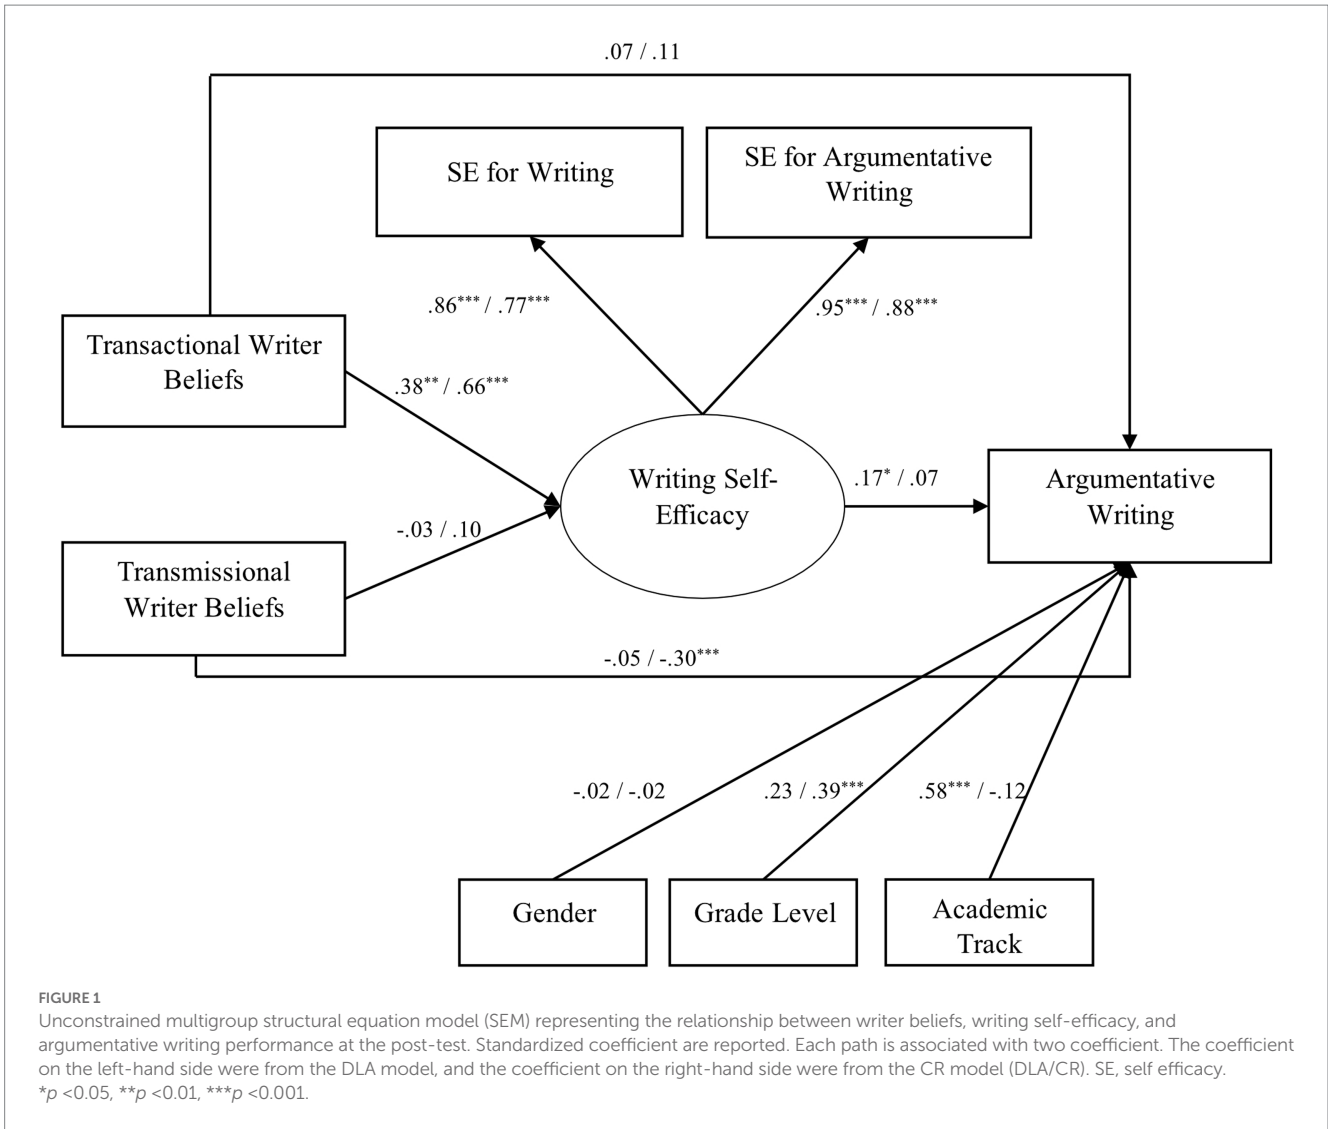 .07 / .11
SE for Writing
SE for Argumentative
Writing
.86*** / .77***
.95*** / .88***
Transactional Writer
Beliefs
.38** / .66***
Writing Self-
Efficacy
.17* / .07
Argumentative
Writing
-.03 / .10
Transmissional
Writer Beliefs
-.05 / -.30***
-.02 / -.02
.23 / .39***
.58*** / -.12
Gender
Grade Level
Academic
Track
FIGURE 1
Unconstrained multigroup structural equation model (SEM) representing the relationship between writer beliefs, writing self-efficacy, and
argumentative writing performance at the post-test. Standardized coefficient are reported. Each path is associated with two coefficient. The coefficient
on the left-hand side were from the DLA model, and the coefficient on the right-hand side were from the CR model (DLA/CR). SE, self efficacy.
*p <0.05, **p <0.01, ***p <0.001.